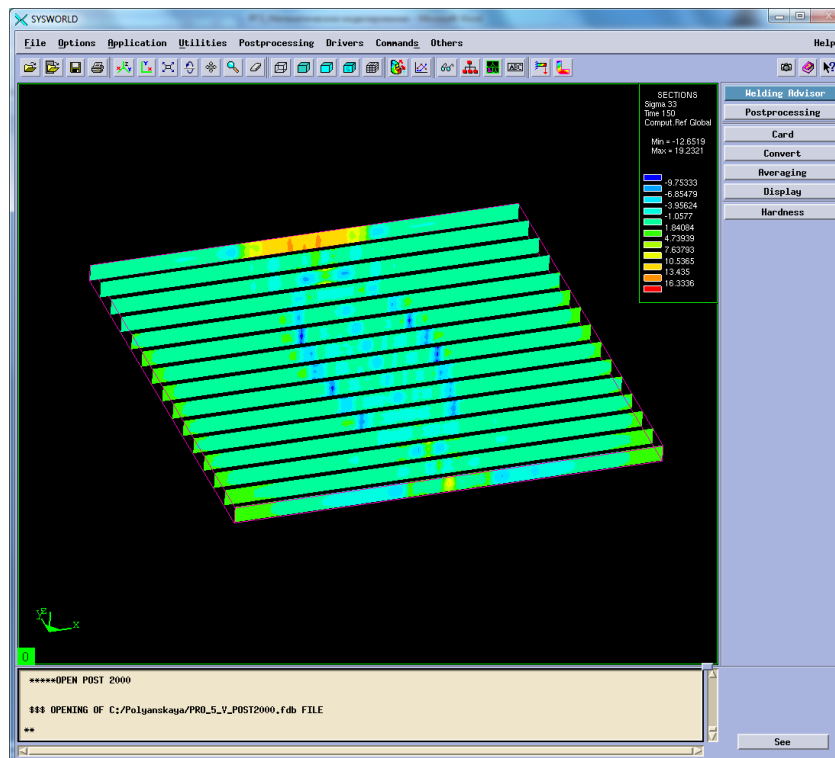 SYSWORLD
File Options Application Utilities Postprocessing Drivers Commands Others Help
SECTIONS
Sigma 33
Time 150
Comput.Ref Global
Min = -12.6519
Max = 19.2321
-9.75333
-6.85479
-3.95624
-1.0577
1.84084
4.73939
7.63793
10.5365
13.435
16.3336
Welding Advisor
Postprocessing
Card
Convert
Averaging
Display
Hardness
X
0
*****OPEN POST 2000
$$$ OPENING OF C:/Polyanskaya/PRO_5_V_POST2000.fdb FILE
**
See